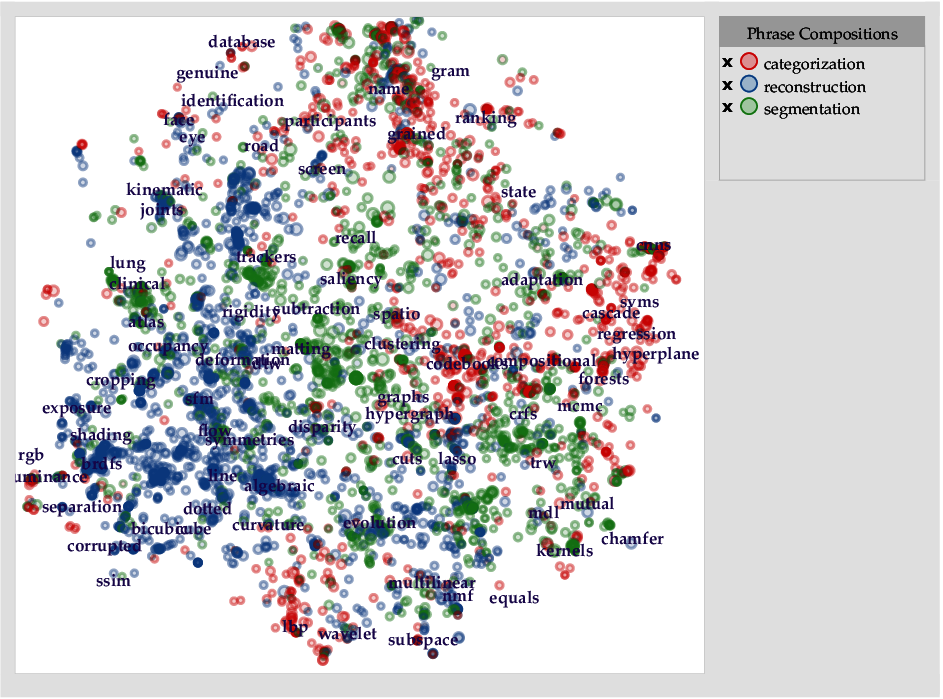 Phrase Compositions
x categorization
x reconstruction
x segmentation
database
genuine
gram
name
identification
face
eye
participants
ranking
grained
road
screen
kinematic
joints
state
recall
cnns
trackers
lung
clinical
saliency
adaptation
atlas
rigidity
subtraction
spatio
syms
cascade
regression
occupancy
matting
clustering
deformation
dtw
codebooks
compositional
hyperplane
cropping
forests
sfm
graphs
exposure
hypergraph
crfs
mcmc
shading
flow
symmetries
disparity
rgb
brdfs
cuts
lasso
trw
uminance
line
algebraic
separation
dotted
mdl
mutual
bicubic
cube
curvature
evolution
chamfer
corrupted
kernels
ssim
multilinear
nmf
equals
lbp
wavelet
subspace